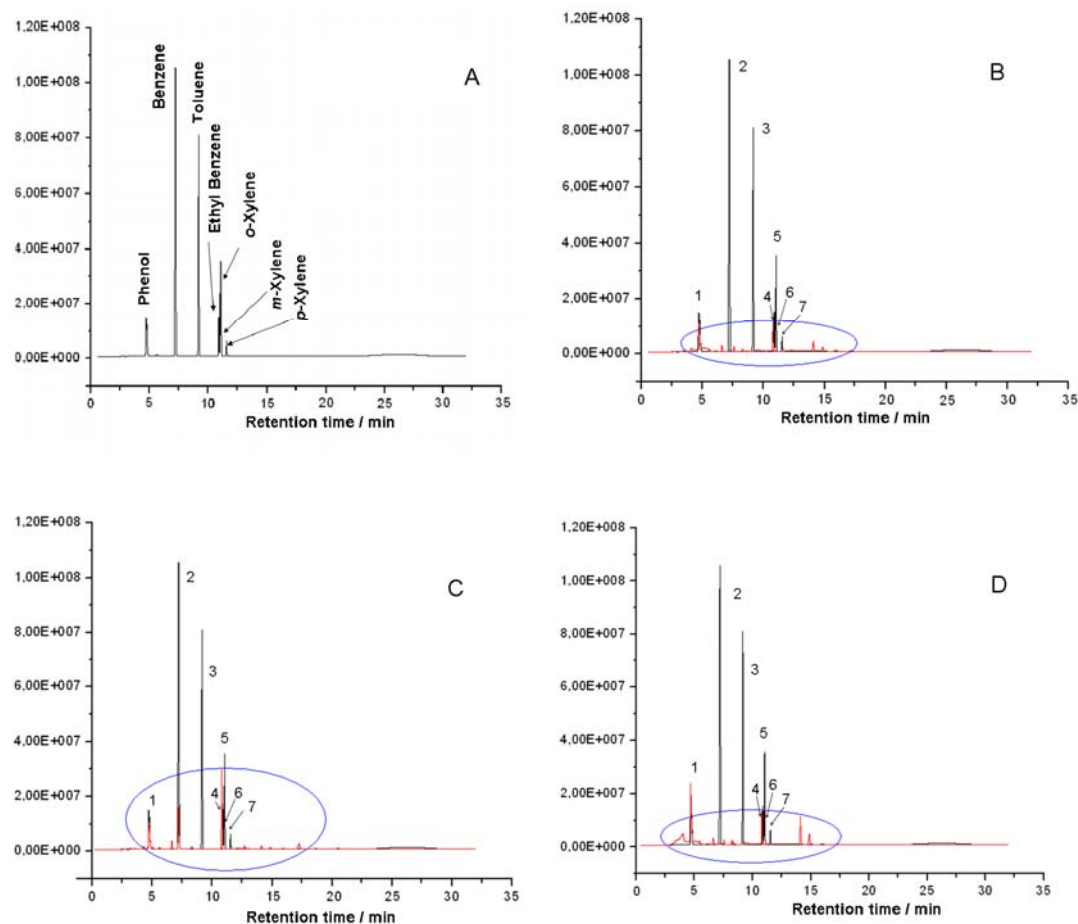 A
1,20E+008
1,00E+008
8,00E+007
6,00E+007
4,00E+007
2,00E+007
0,00E+000
Phenol
Benzene
Toluene
Ethyl Benzene
o-Xylene
m-Xylene
p-Xylene
0 5 10 15 20 25 30 35
Retention time / min
B
1,20E+008
1,00E+008
8,00E+007
6,00E+007
4,00E+007
2,00E+007
0,00E+000
1
2
3
4
5
6
7
0 5 10 15 20 25 30 35
Retention time / min
C
1,20E+008
1,00E+008
8,00E+007
6,00E+007
4,00E+007
2,00E+007
0,00E+000
1
2
3
4
5
6
7
0 5 10 15 20 25 30 35
Retention time / min
D
1,20E+008
1,00E+008
8,00E+007
6,00E+007
4,00E+007
2,00E+007
0,00E+000
1
2
3
4
5
6
7
0 5 10 15 20 25 30 35
Retention time / min